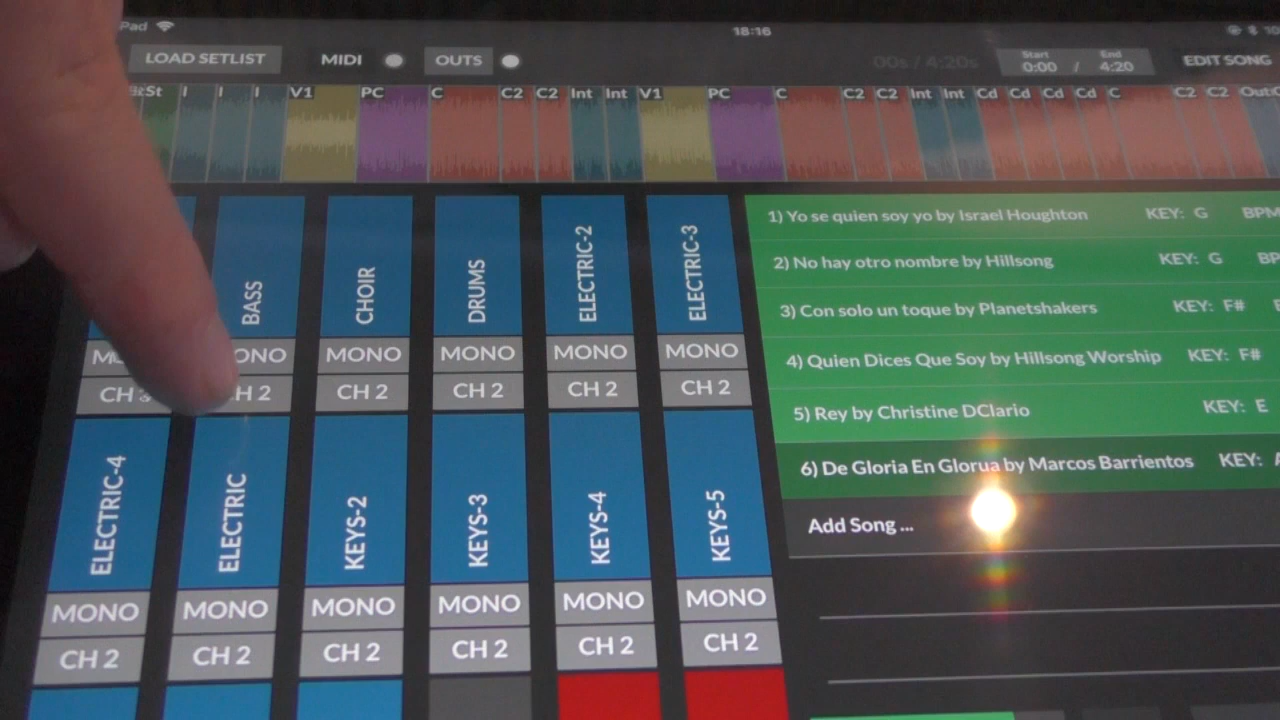 Pad 18:16
LOAD SETLIST MIDI OUTS 00s / 4:20s Start 0:00 / End 4:20 EDIT SONG
St I I I V1 PC C C2 C2 Int Int V1 PC C C2 C2 Int Int Cd Cd Cd Cd C C2 C2 Out
BASS CHOIR DRUMS ELECTRIC-2 ELECTRIC-3
MONO MONO MONO MONO
CH CH 2 CH 2 CH 2 CH 2
ELECTRIC-4 ELECTRIC KEYS-2 KEYS-3 KEYS-4 KEYS-5
MONO MONO MONO MONO MONO MONO
CH 2 CH 2 CH 2 CH 2 CH 2 CH 2
1) Yo se quien soy yo by Israel Houghton KEY: G BPM
2) No hay otro nombre by Hillsong KEY: G BP
3) Con solo un toque by Planetshakers KEY: F#
4) Quien Dices Que Soy by Hillsong Worship KEY: F#
5) Rey by Christine DClario KEY: E
6) De Gloria En Glorua by Marcos Barrientos KEY:
Add Song ...